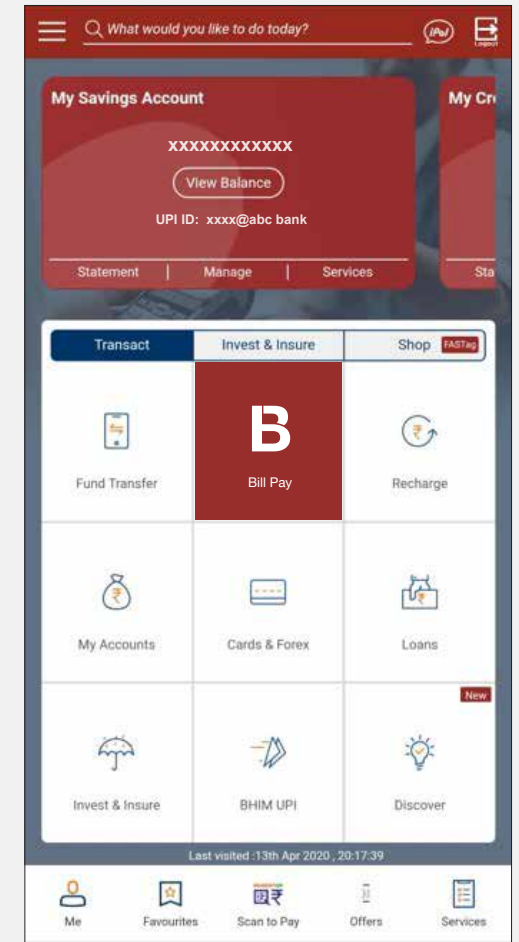 What would you like to do today?
iPal
Logout
My Savings Account
My Cr
xxxxxxxxxxxx
View Balance
UPI ID: xxxx@abc bank
Statement | Manage | Services
Sta
Transact
Invest & Insure
Shop FASTag
Fund Transfer
B
Bill Pay
Recharge
My Accounts
Cards & Forex
Loans
New
Invest & Insure
BHIM UPI
Discover
Last visited :13th Apr 2020 , 20:17:39
Me
Favourites
Scan to Pay
Offers
Services